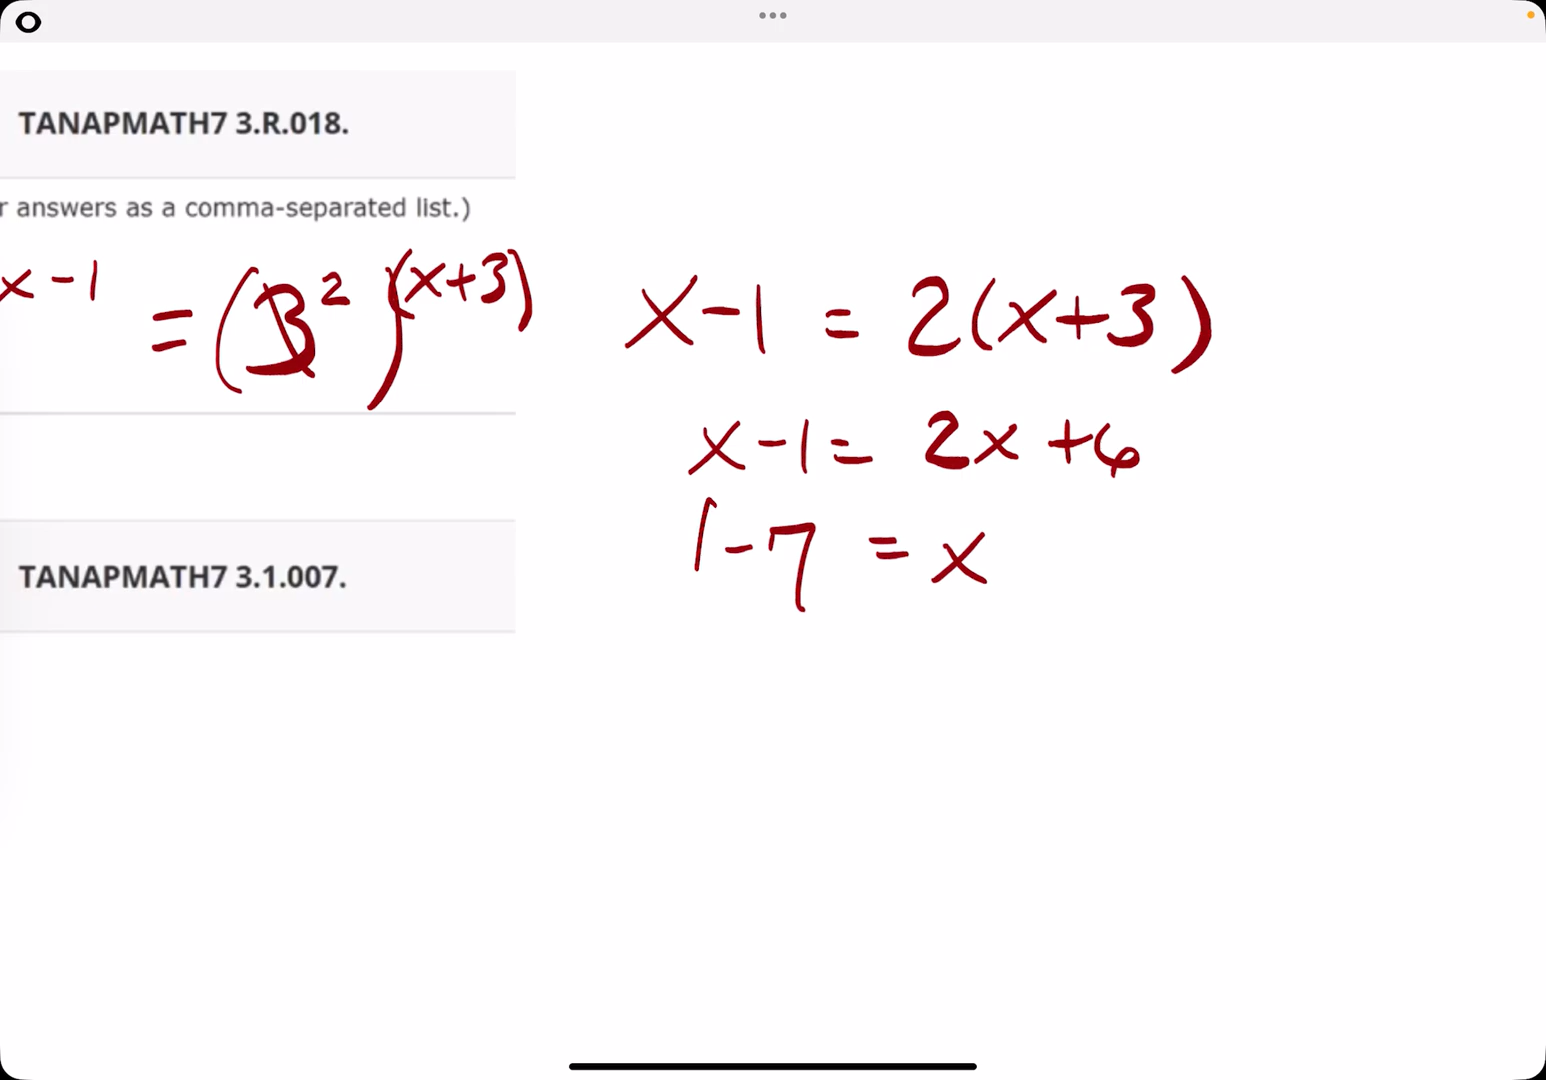 TANAPMATH7 3.R.018.
r answers as a comma-separated list.)
x-1 = (3²)^(x+3)
x-1 = 2(x+3)
x-1 = 2x+6
-7 = x
TANAPMATH7 3.1.007.